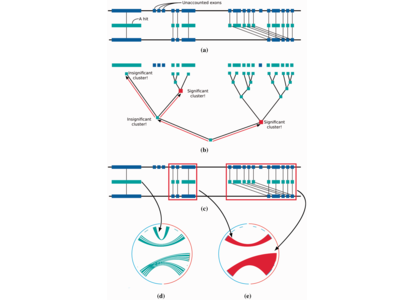 Unaccounted exons
A hit
(a)
Insignificant
cluster!
Significant
cluster!
Insignificant
cluster!
Significant
cluster!
(b)
(c)
(d)
(e)